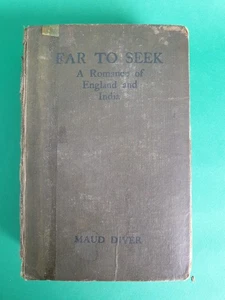 FAR TO SEEK
A Romance of
England and
India
MAUD DIVER